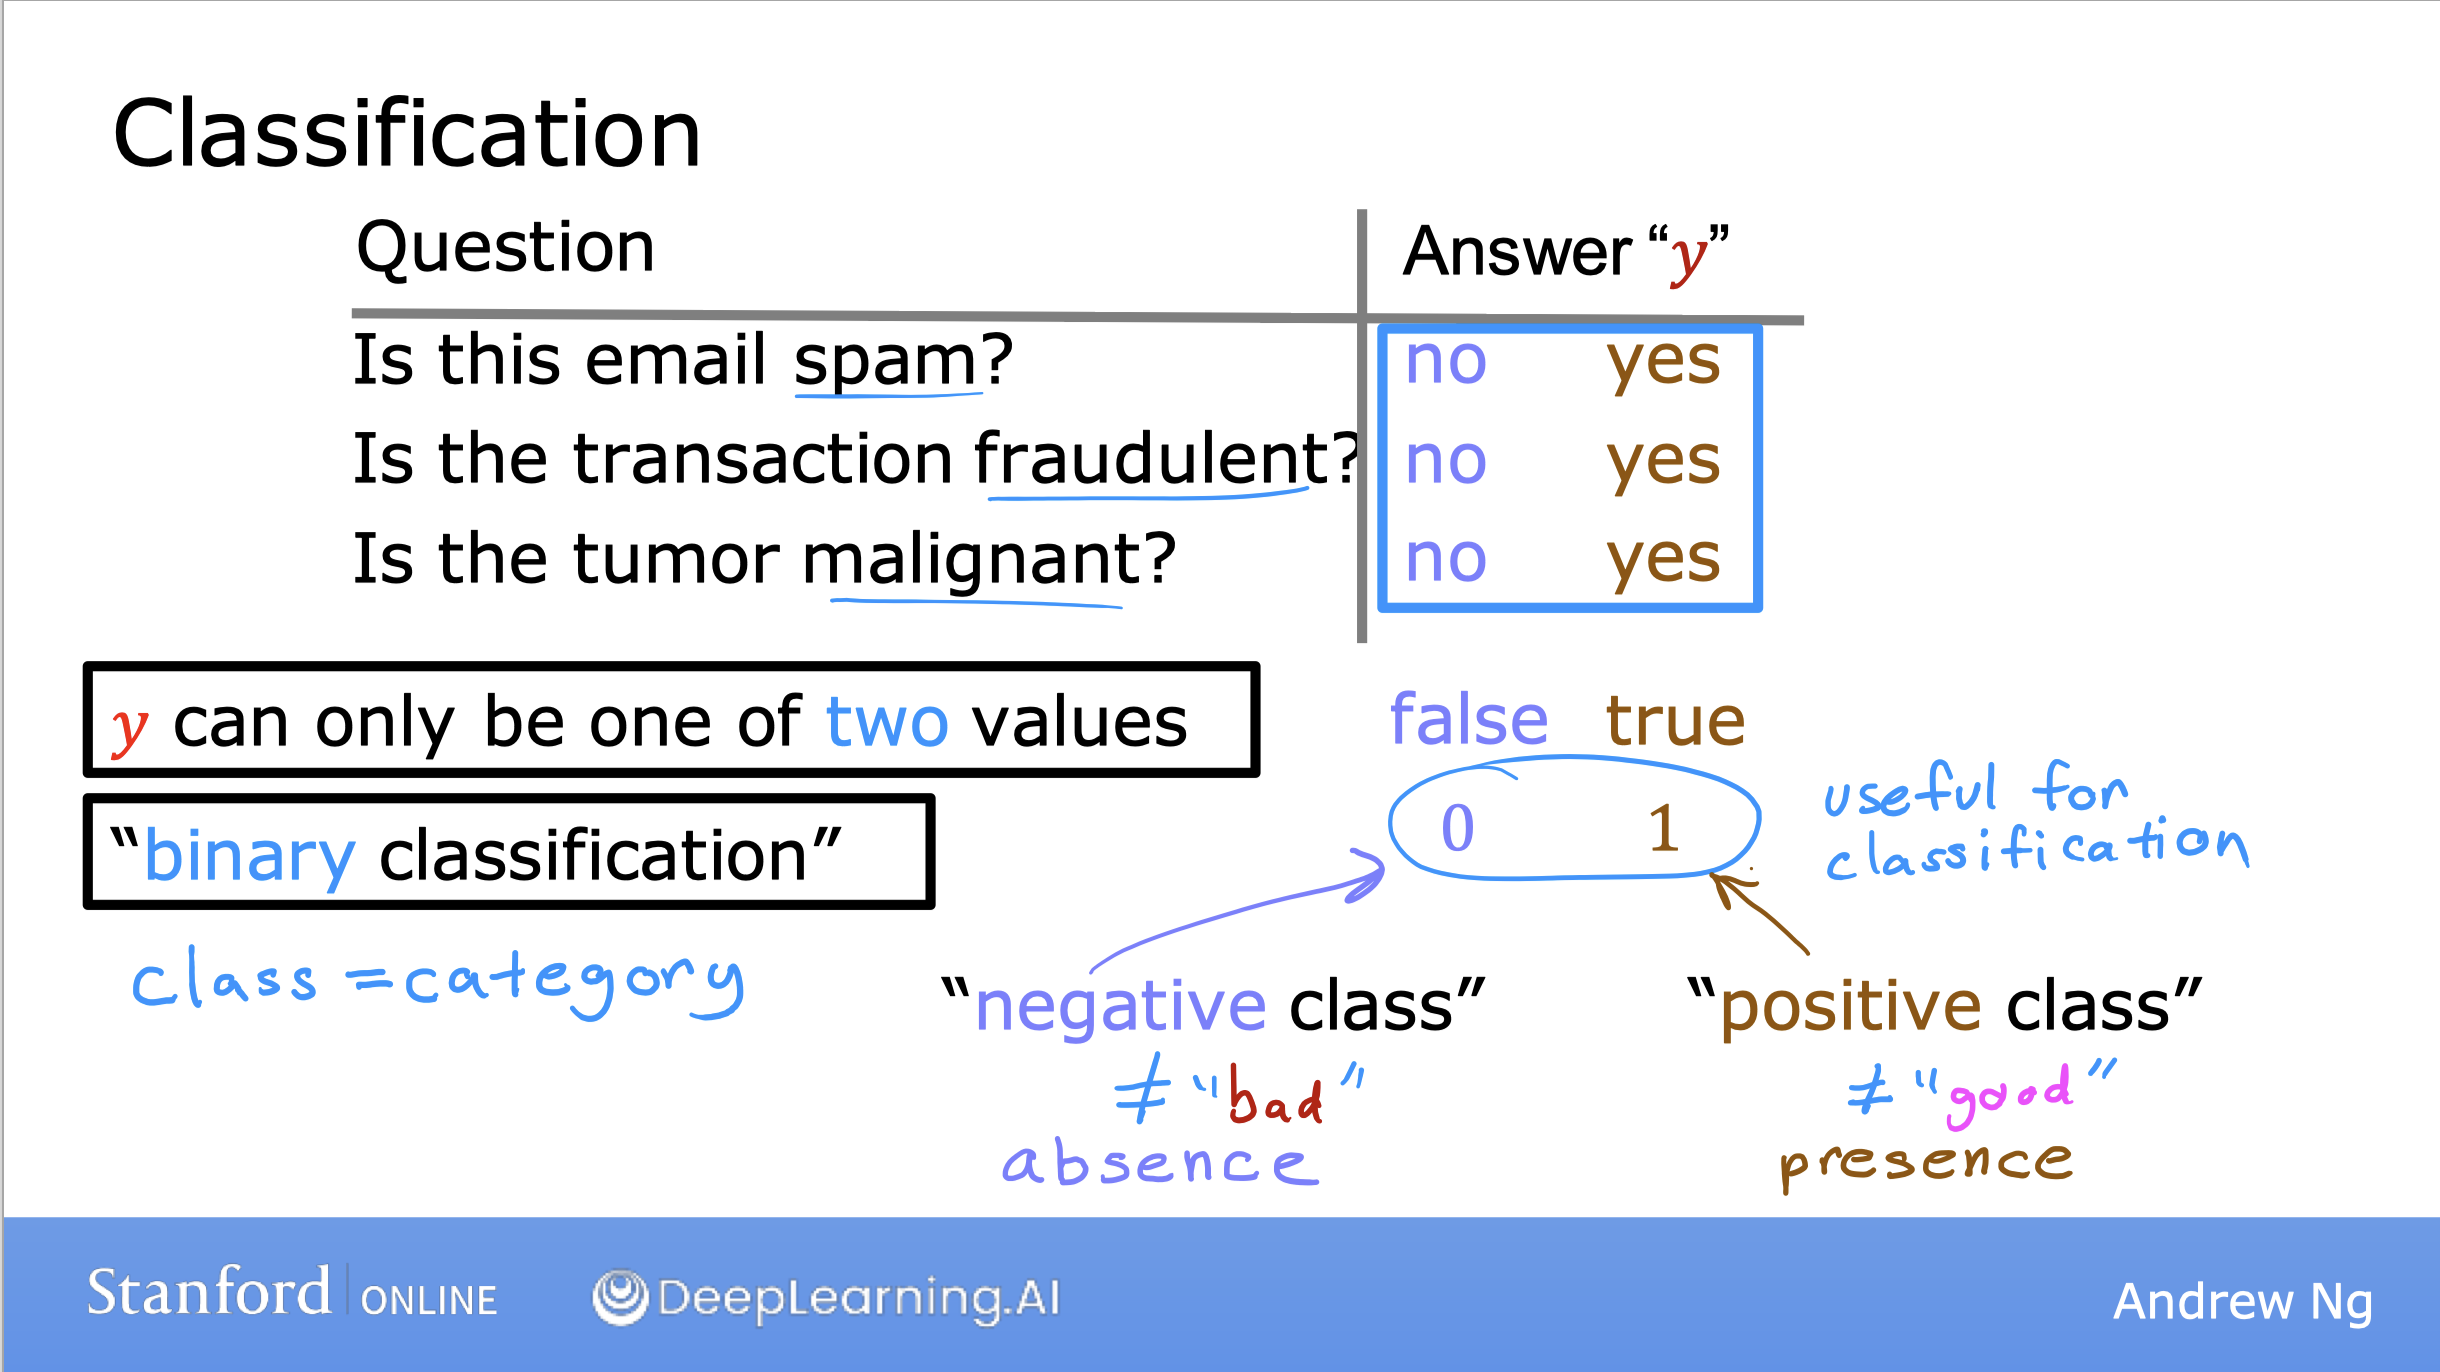 Classification
Question Answer “y”
Is this email spam? no yes
Is the transaction fraudulent? no yes
Is the tumor malignant? no yes
y can only be one of two values
false true
“binary classification”
0 1
useful for
classification
class = category
“negative class” “positive class”
≠ "bad" ≠ "good"
absence presence
Stanford | ONLINE DeepLearning.AI Andrew Ng